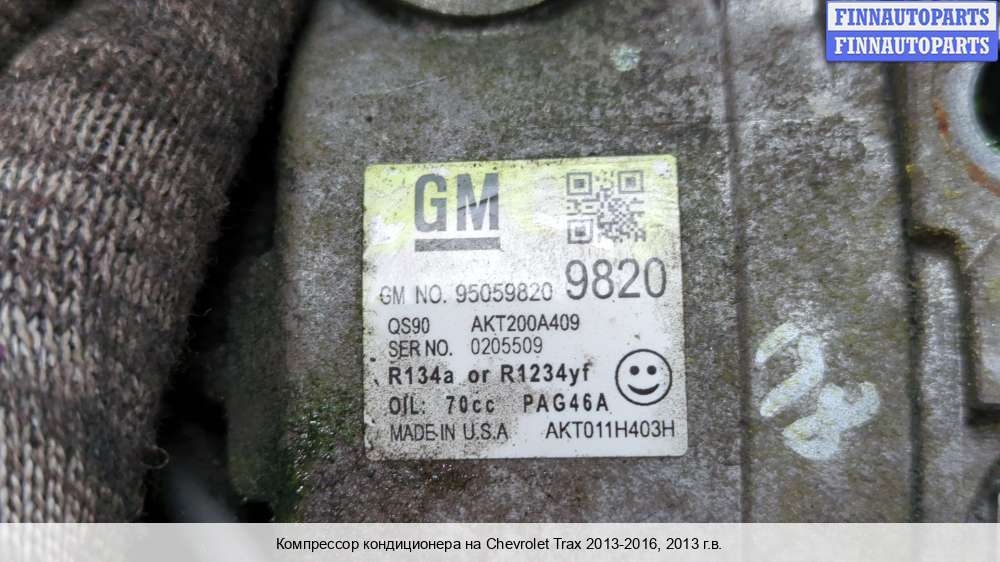 FINNAUTOPARTS
FINNAUTOPARTS
GM
GM NO. 95059820 9820
QS90 AKT200A409
SER NO. 0205509
R134a or R1234yf
OIL: 70cc PAG46A
MADE IN U.S.A AKT011H403H
Компрессор кондиционера на Chevrolet Trax 2013-2016, 2013 г.в.